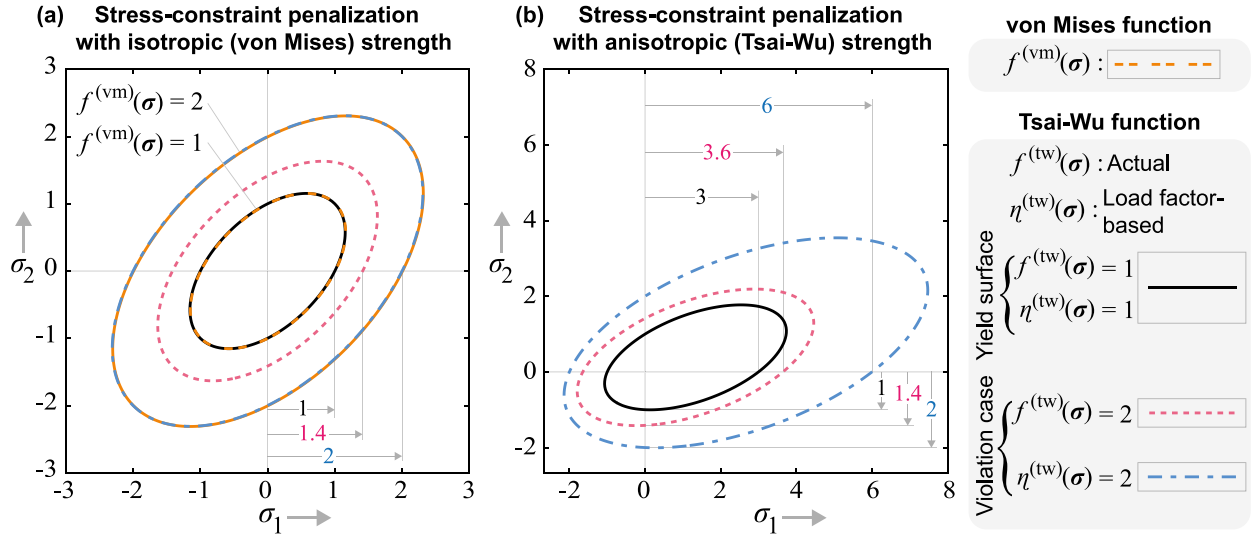 (a) Stress-constraint penalization
with isotropic (von Mises) strength
3
2
1
0
-1
-2
-3
σ₂
f⁽ᵛᵐ⁾(σ) = 2
f⁽ᵛᵐ⁾(σ) = 1
1
1.4
2
-3 -2 -1 0 1 2 3
σ₁
(b) Stress-constraint penalization
with anisotropic (Tsai-Wu) strength
8
6
4
2
0
-2
σ₂
6
3.6
3
1
1.4
2
-2 0 2 4 6 8
σ₁
von Mises function
f⁽ᵛᵐ⁾(σ) :
Tsai-Wu function
f⁽ᵗʷ⁾(σ) : Actual
η⁽ᵗʷ⁾(σ) : Load factor-
based
Yield surface
f⁽ᵗʷ⁾(σ) = 1
η⁽ᵗʷ⁾(σ) = 1
Violation case
f⁽ᵗʷ⁾(σ) = 2
η⁽ᵗʷ⁾(σ) = 2